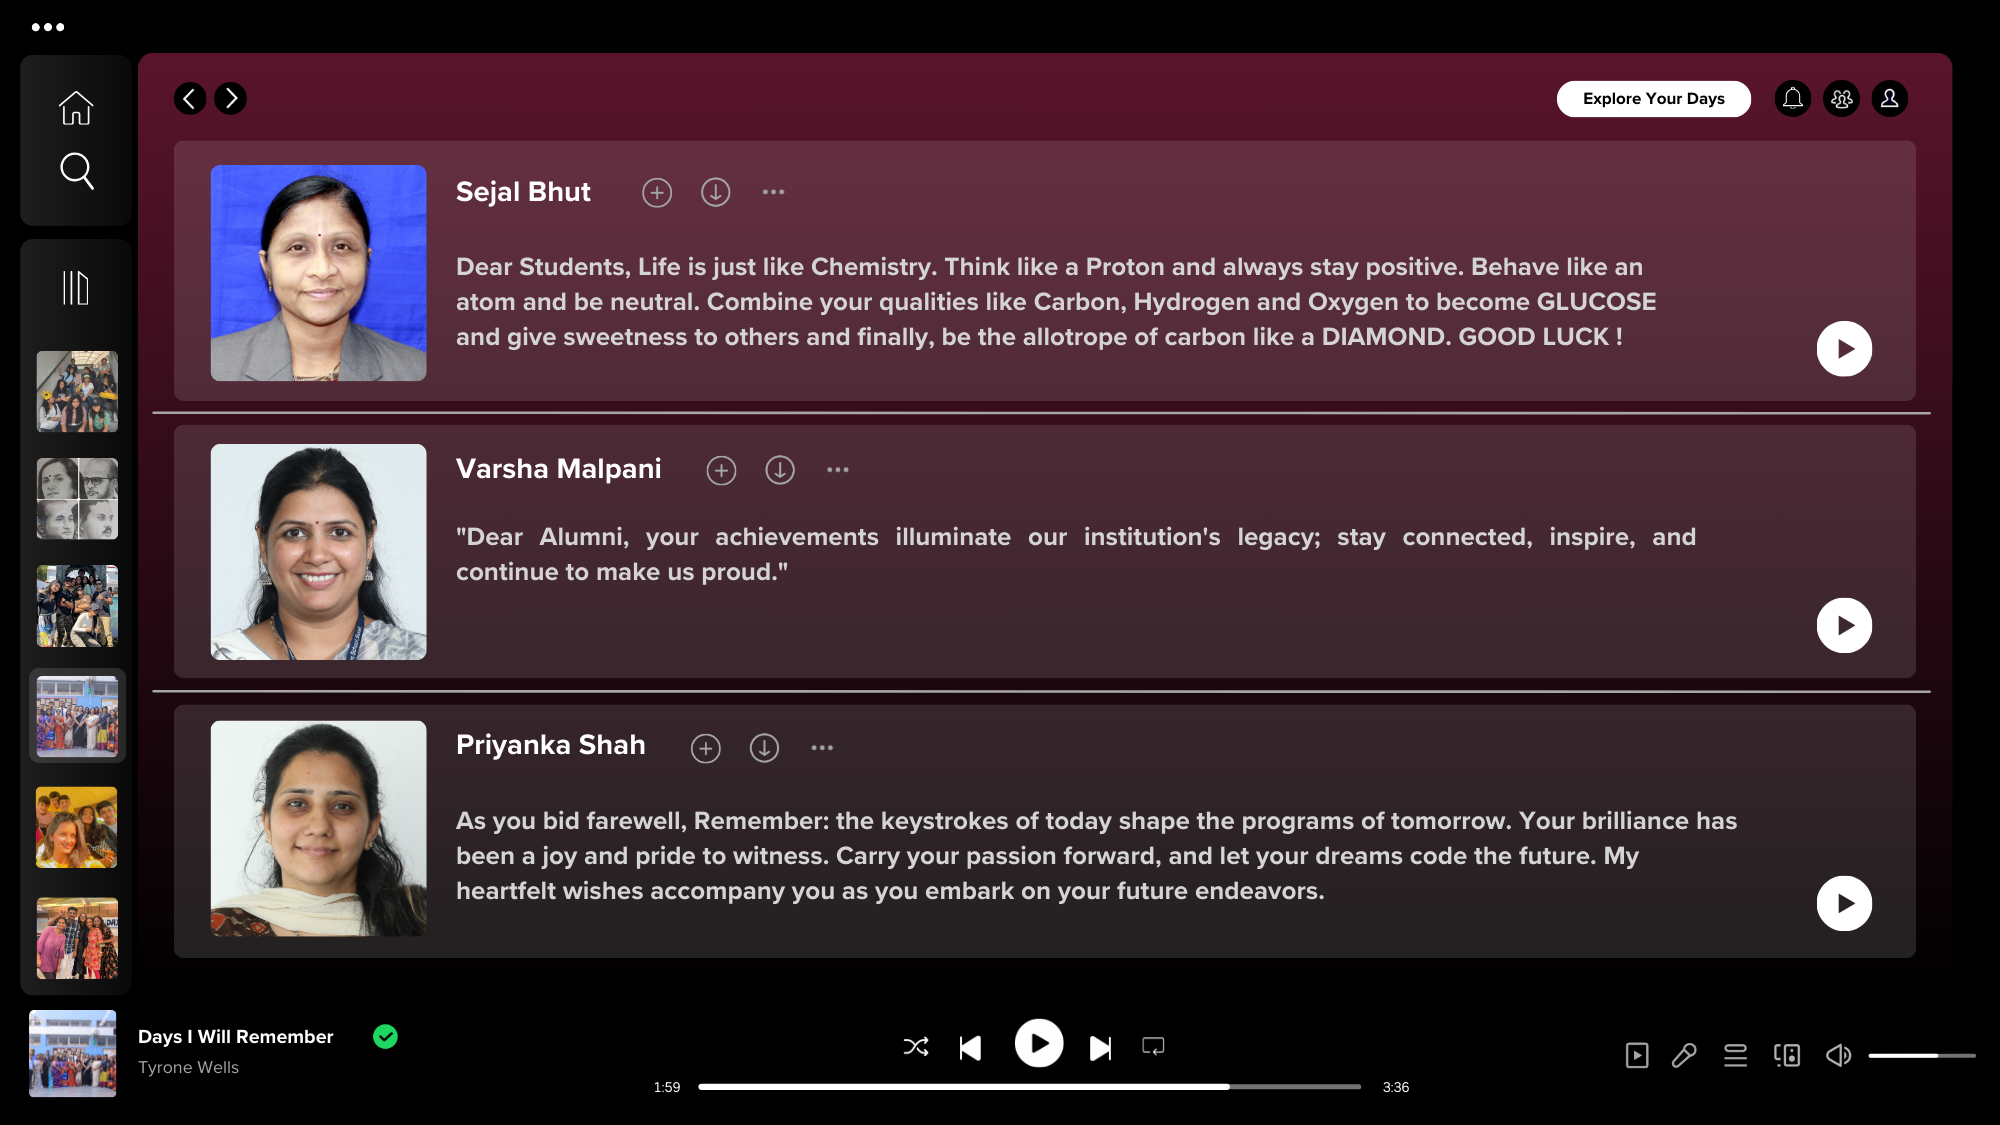 Explore Your Days
Sejal Bhut
Dear Students, Life is just like Chemistry. Think like a Proton and always stay positive. Behave like an
atom and be neutral. Combine your qualities like Carbon, Hydrogen and Oxygen to become GLUCOSE
and give sweetness to others and finally, be the allotrope of carbon like a DIAMOND. GOOD LUCK !
Varsha Malpani
"Dear Alumni, your achievements illuminate our institution's legacy; stay connected, inspire, and
continue to make us proud."
Priyanka Shah
As you bid farewell, Remember: the keystrokes of today shape the programs of tomorrow. Your brilliance has
been a joy and pride to witness. Carry your passion forward, and let your dreams code the future. My
heartfelt wishes accompany you as you embark on your future endeavors.
Days I Will Remember
Tyrone Wells
1:59
3:36